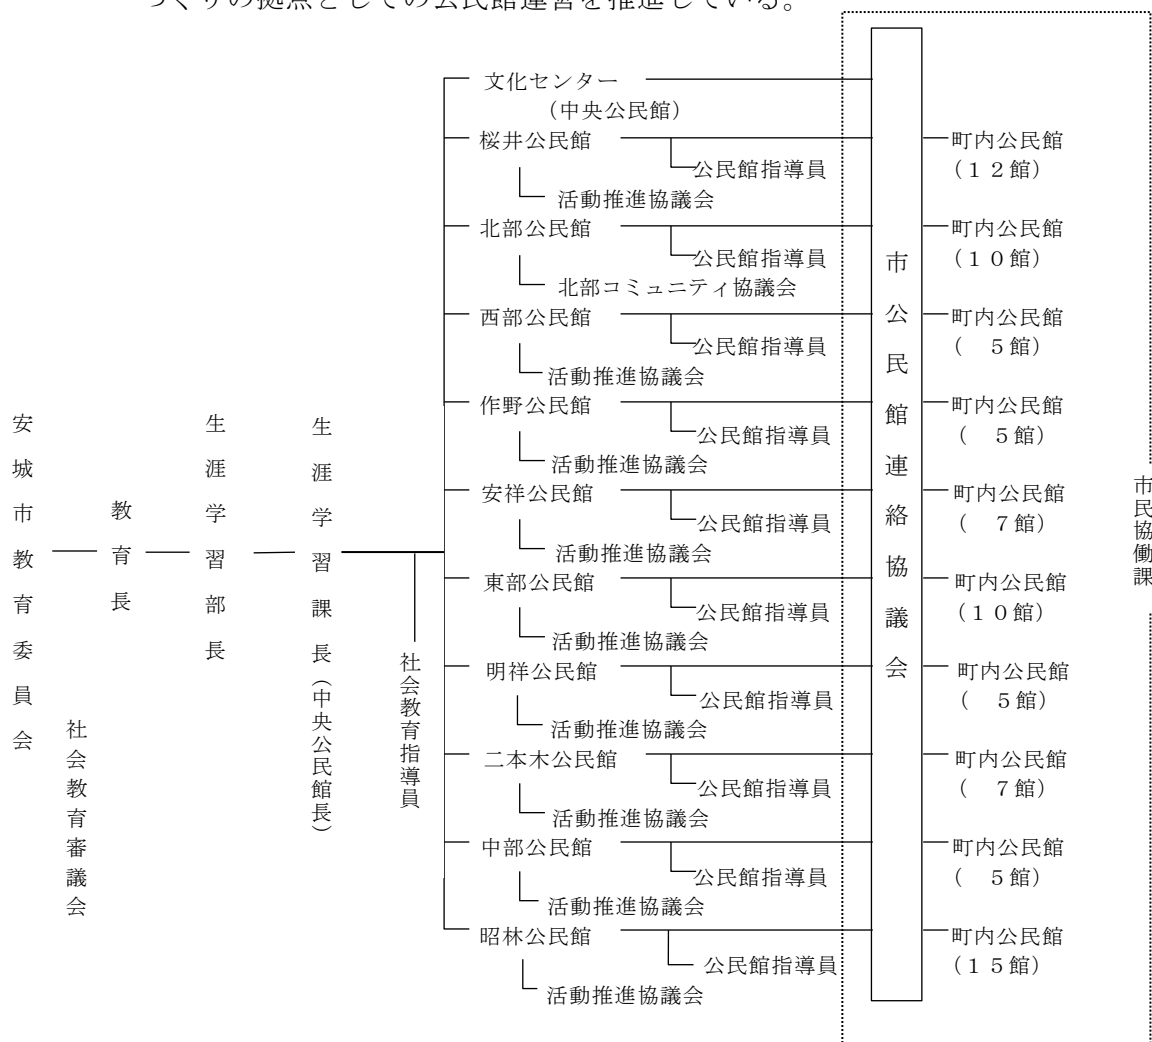 づくりの拠点としての公民館運営を推進している。
安城市教育委員会
社会教育審議会
教育長
生涯学習部長
生涯学習課長（中央公民館長）
社会教育指導員
文化センター
（中央公民館）
桜井公民館
公民館指導員
活動推進協議会
北部公民館
公民館指導員
北部コミュニティ協議会
西部公民館
公民館指導員
活動推進協議会
作野公民館
公民館指導員
活動推進協議会
安祥公民館
公民館指導員
活動推進協議会
東部公民館
公民館指導員
活動推進協議会
明祥公民館
公民館指導員
活動推進協議会
二本木公民館
公民館指導員
活動推進協議会
中部公民館
公民館指導員
活動推進協議会
昭林公民館
公民館指導員
活動推進協議会
市公民館連絡協議会
町内公民館
（１２館）
町内公民館
（１０館）
町内公民館
（　５館）
町内公民館
（　５館）
町内公民館
（　７館）
町内公民館
（１０館）
町内公民館
（　５館）
町内公民館
（　７館）
町内公民館
（　５館）
町内公民館
（１５館）
市民協働課